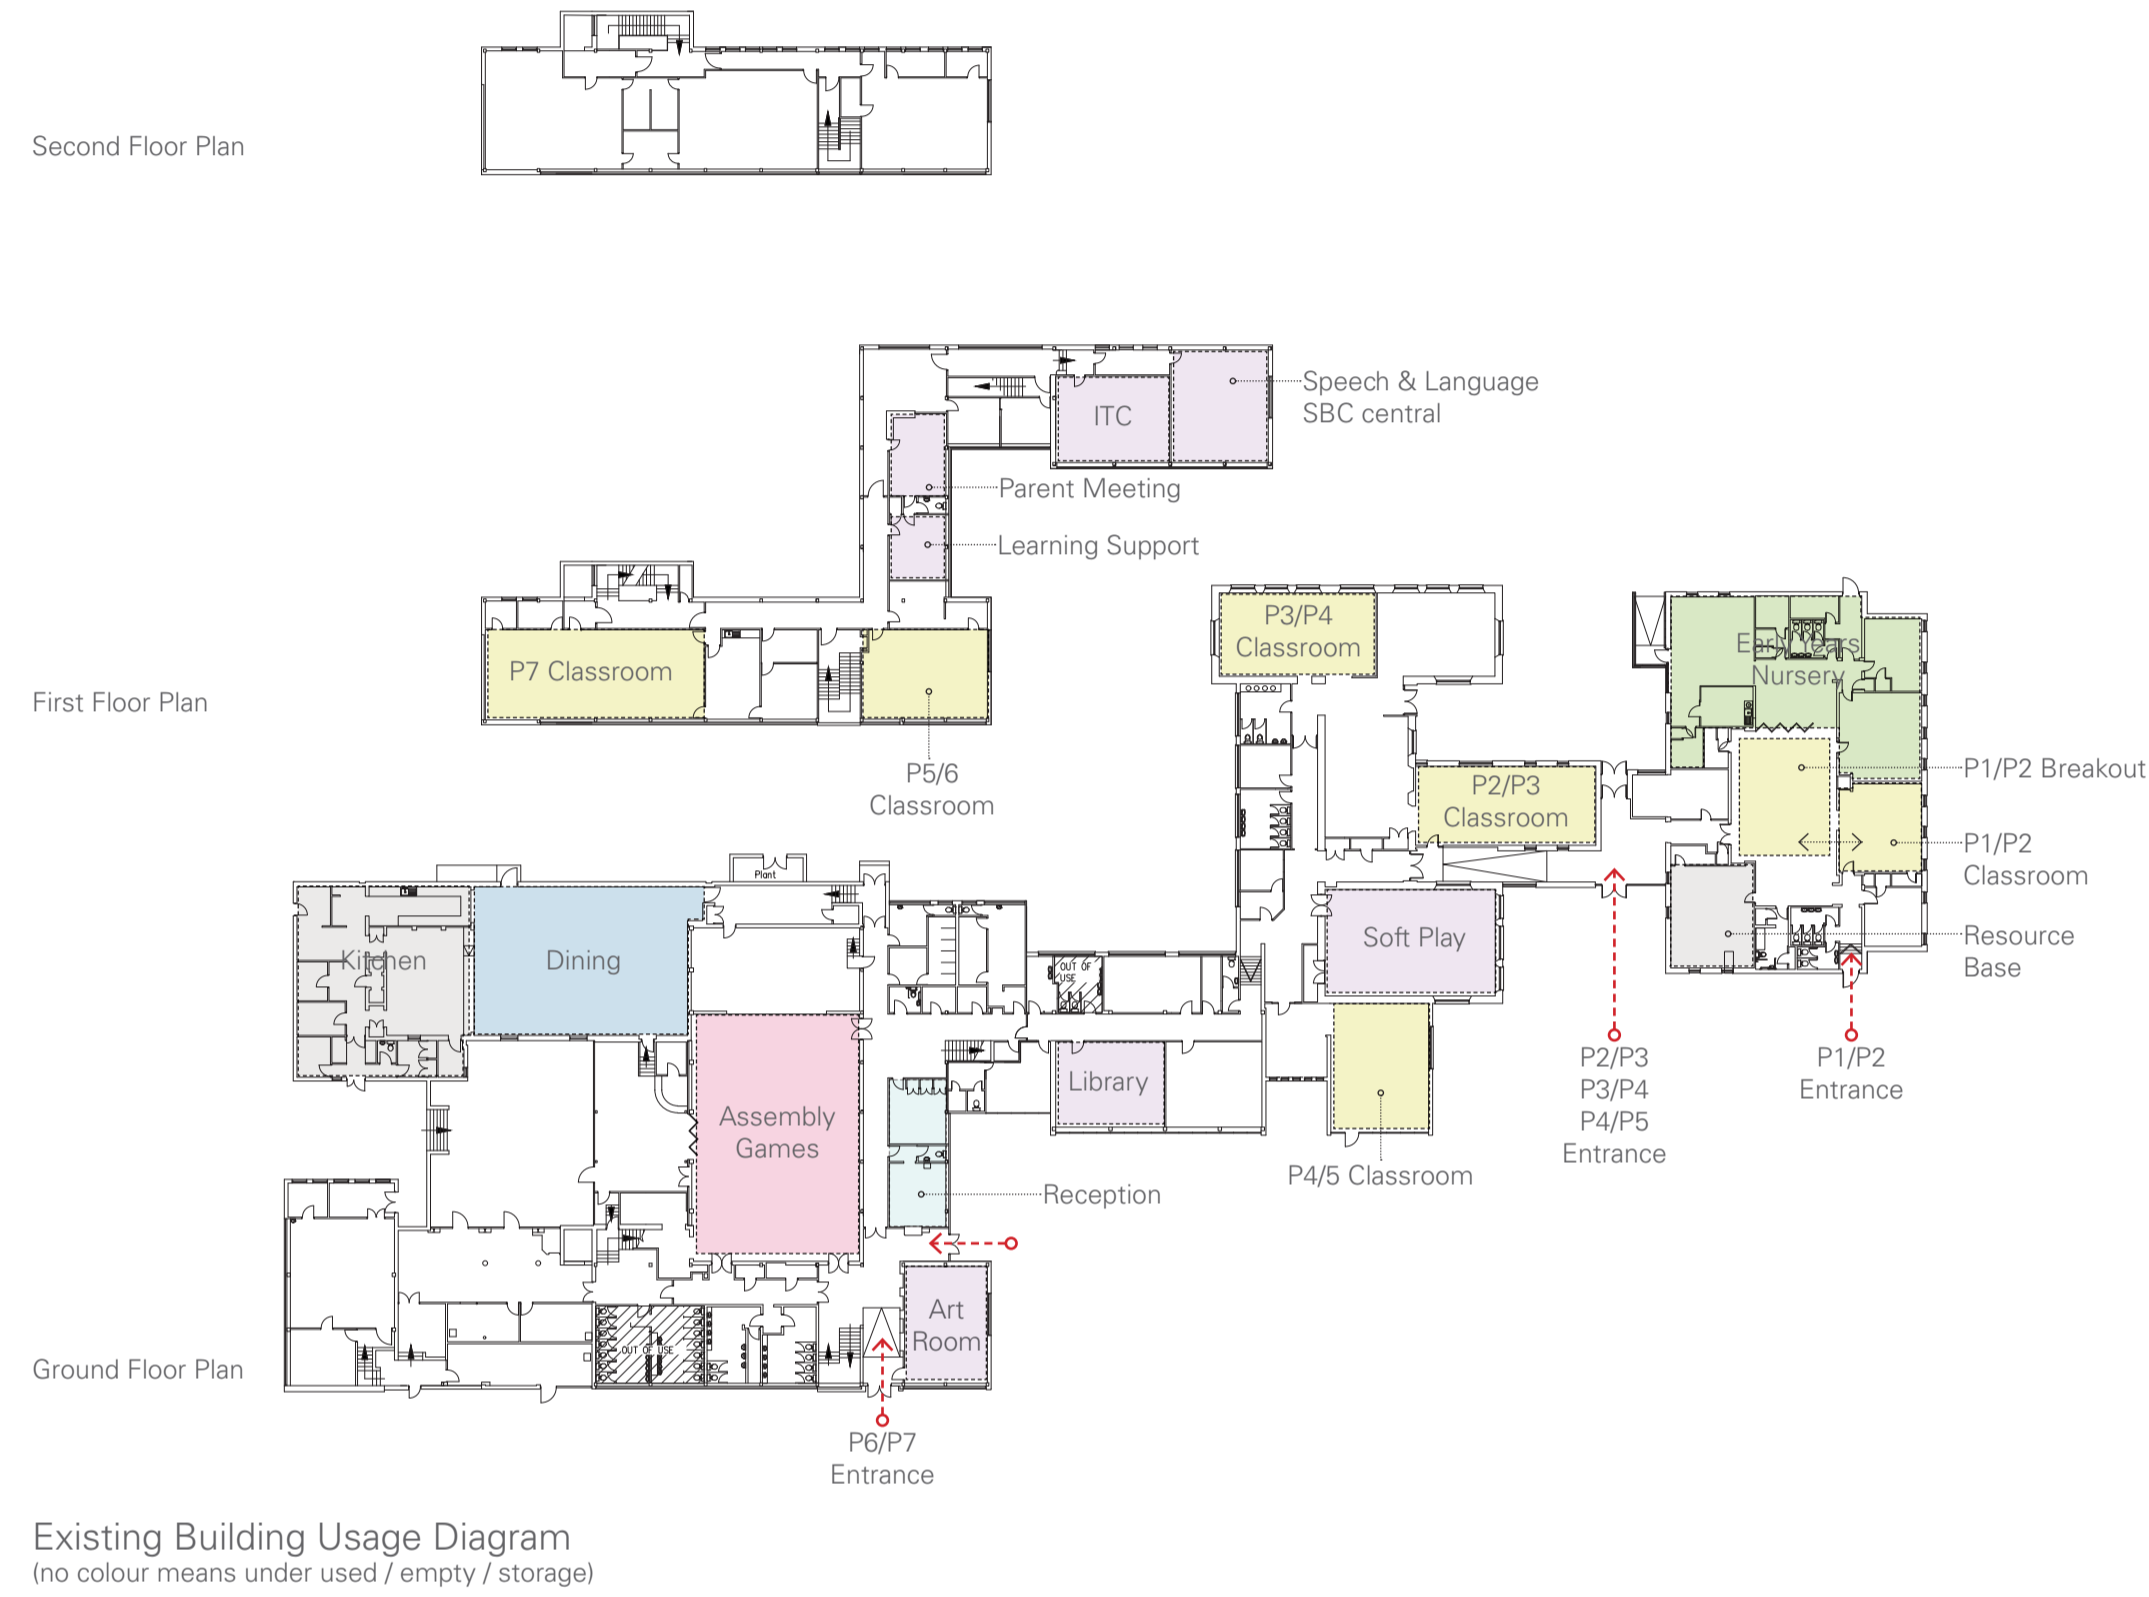 Second Floor Plan
Speech & Language
SBC central
ITC
Parent Meeting
Learning Support
P7 Classroom
First Floor Plan
P5/6
Classroom
P3/P4
Classroom
Early Years
Nursery
P2/P3
Classroom
P1/P2 Breakout
P1/P2
Classroom
Plant
Kitchen
Dining
Soft Play
Resource
Base
OUT OF
USE
Library
Assembly
Games
P4/5 Classroom
P2/P3
P3/P4
P4/P5
Entrance
P1/P2
Entrance
Reception
Art
Room
OUT OF USE
Ground Floor Plan
P6/P7
Entrance
Existing Building Usage Diagram
(no colour means under used / empty / storage)